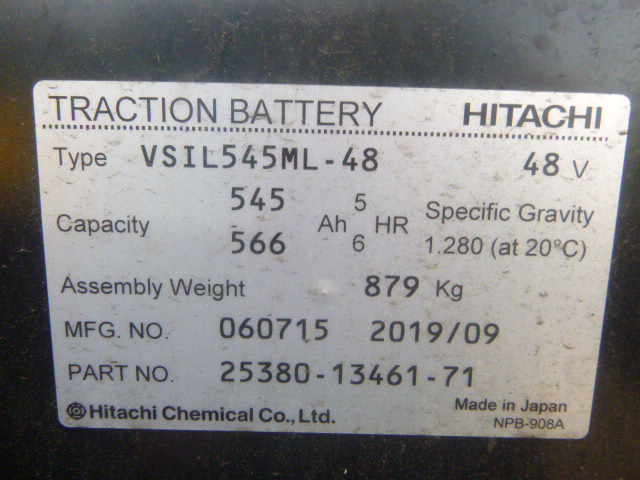 TRACTION BATTERY HITACHI
Type VSIL545ML-48 48 V
545 5
Capacity Ah HR Specific Gravity
566 6 1.280 (at 20°C)
Assembly Weight 879 Kg
MFG. NO. 060715 2019/09
PART NO. 25380-13461-71
Hitachi Chemical Co., Ltd. Made in Japan
NPB-908A